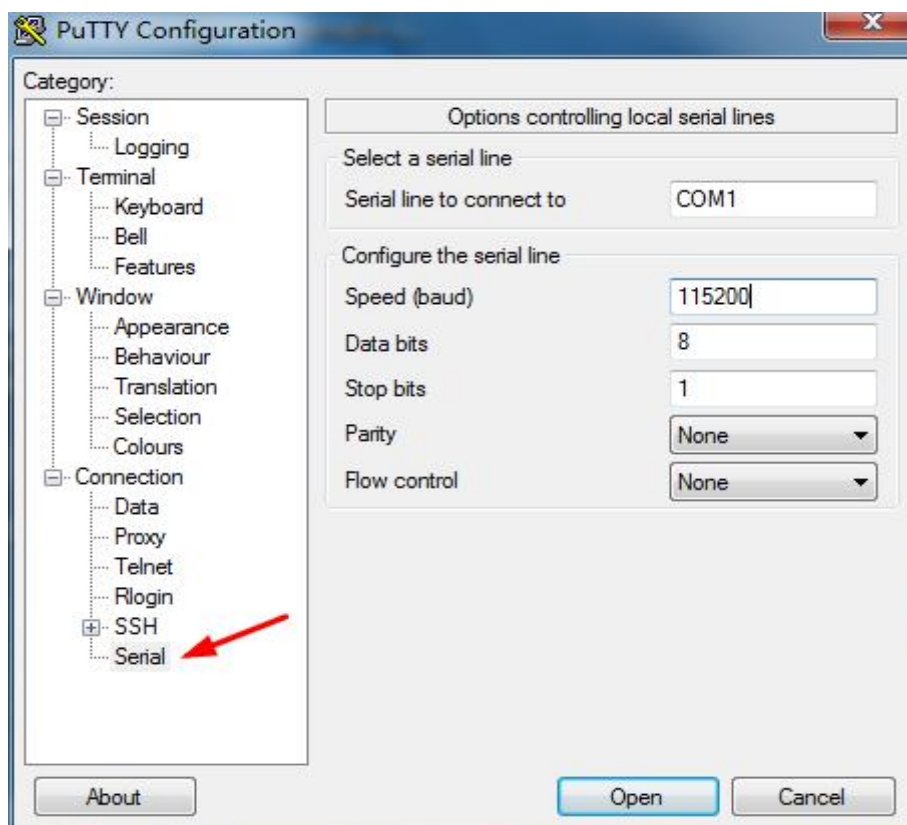 PuTTY Configuration
Category:
Session
Logging
Terminal
Keyboard
Bell
Features
Window
Appearance
Behaviour
Translation
Selection
Colours
Connection
Data
Proxy
Telnet
Rlogin
SSH
Serial
Options controlling local serial lines
Select a serial line
Serial line to connect to COM1
Configure the serial line
Speed (baud) 115200
Data bits 8
Stop bits 1
Parity None
Flow control None
About Open Cancel